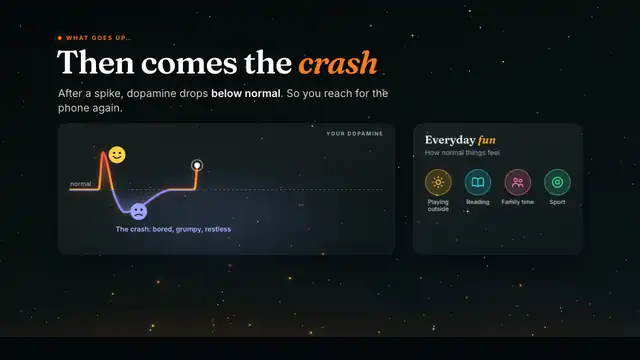 WHAT GOES UP…
Then comes the crash
After a spike, dopamine drops below normal. So you reach for the
phone again.
YOUR DOPAMINE
normal
The crash: bored, grumpy, restless
Everyday fun
How normal things feel
Playing
outside
Reading
Family time
Sport